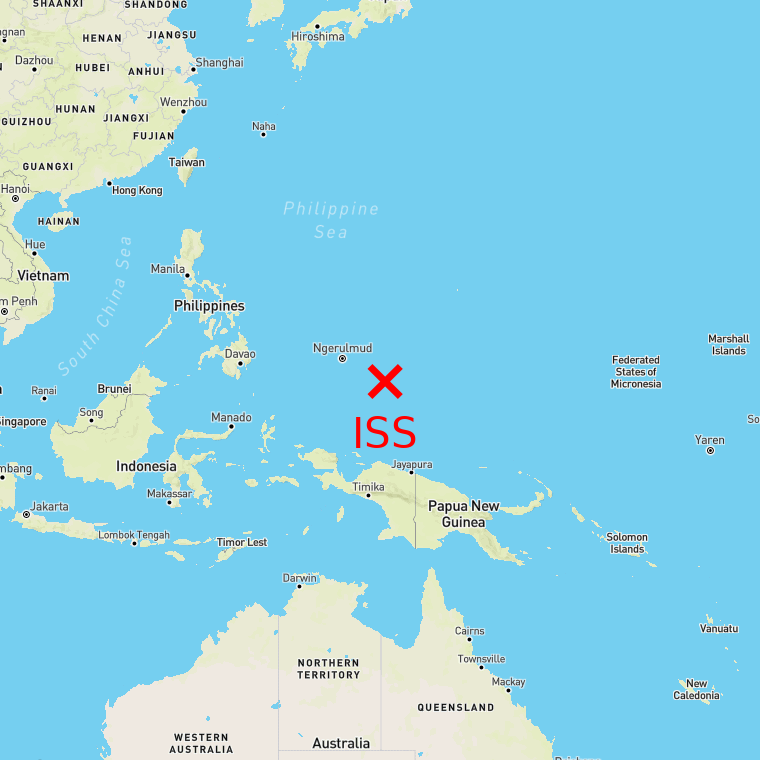 SHAANXI
SHANDONG
HENAN
JIANGSU
Hiroshima
Dazhou
HUBEI
ANHUI
Shanghai
Wenzhou
HUNAN
JIANGXI
GUIZHOU
FUJIAN
Naha
GUANGXI
Taiwan
Hanoi
Hong Kong
HAINAN
Philippine
Sea
Hue
Vietnam
South China Sea
Manila
m Penh
Philippines
Ngerulmud
Davao
Marshall
Islands
Federated
States of
Micronesia
Ranai
Brunei
Song
Singapore
Manado
ISS
So
Yaren
mbang
Indonesia
Jayapura
Timika
Makassar
Jakarta
Papua New
Guinea
Lombok Tengah
Timor Lest
Solomon
Islands
Darwin
Cairns
Vanuatu
Townsville
NORTHERN
TERRITORY
Mackay
New
Caledonia
QUEENSLAND
WESTERN
AUSTRALIA
Australia